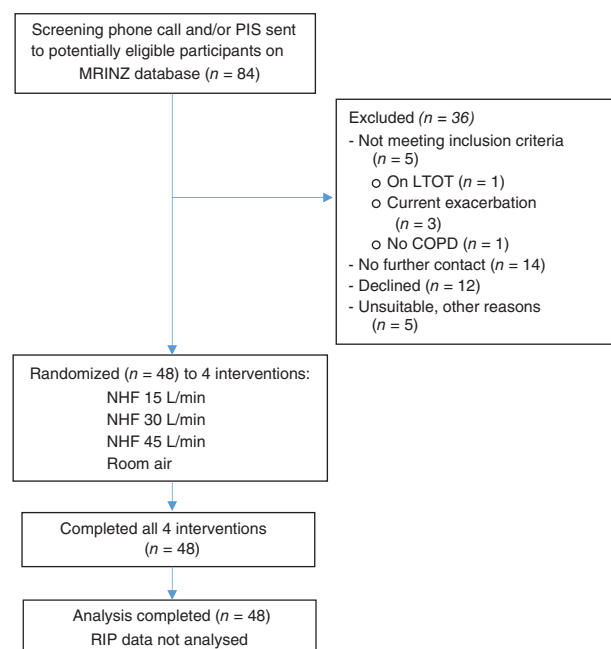 Screening phone call and/or PIS sent
to potentially eligible participants on
MRINZ database (n = 84)
Excluded (n = 36)
- Not meeting inclusion criteria
(n = 5)
o On LTOT (n = 1)
o Current exacerbation
(n = 3)
o No COPD (n = 1)
- No further contact (n = 14)
- Declined (n = 12)
- Unsuitable, other reasons
(n = 5)
Randomized (n = 48) to 4 interventions:
NHF 15 L/min
NHF 30 L/min
NHF 45 L/min
Room air
Completed all 4 interventions
(n = 48)
Analysis completed (n = 48)
RIP data not analysed